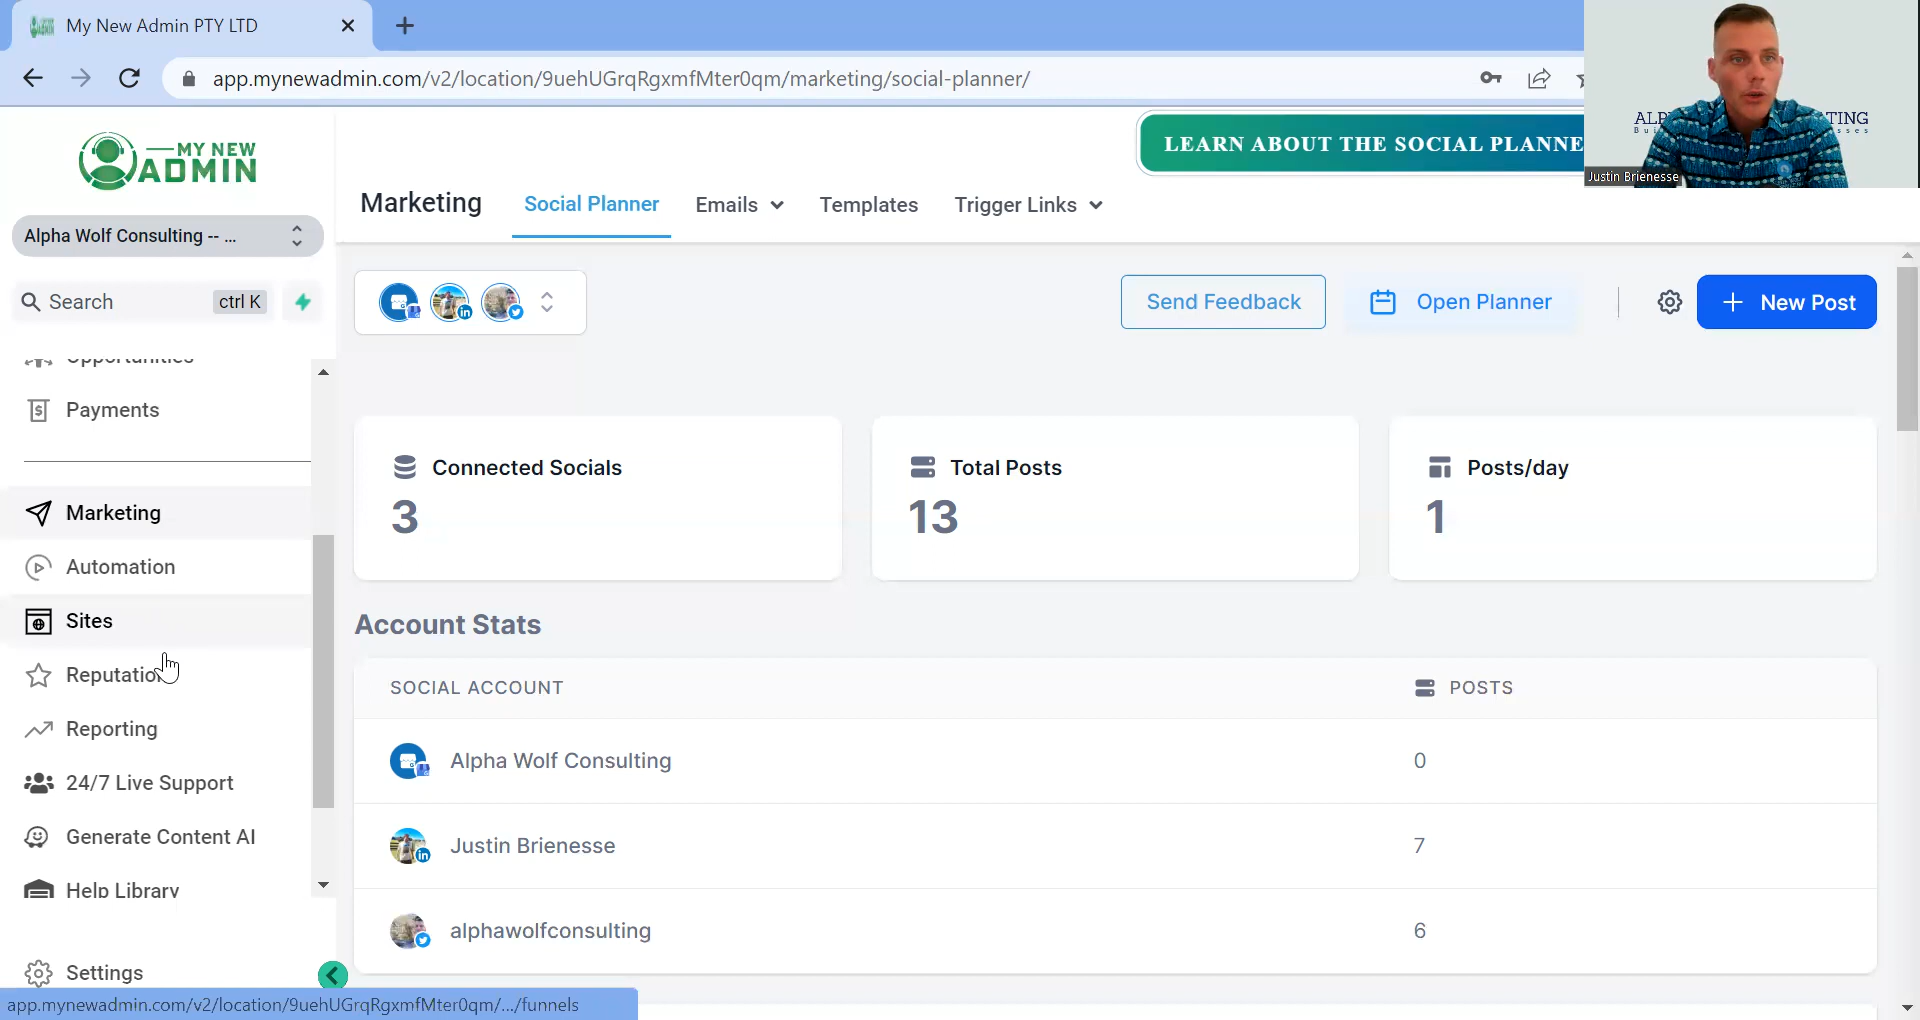 My New Admin PTY LTD
app.mynewadmin.com/v2/location/9uehUGrqRgxmfMter0qm/marketing/social-planner/
MY NEW
ADMIN
LEARN ABOUT THE SOCIAL PLANNE
ALP TING
Justin Brienesse
Marketing
Social Planner
Emails
Templates
Trigger Links
Alpha Wolf Consulting -- ...
Search
ctrl K
Send Feedback
Open Planner
New Post
Opportunities
Payments
Marketing
Automation
Sites
Reputation
Reporting
24/7 Live Support
Generate Content AI
Help Library
Settings
Connected Socials
3
Total Posts
13
Posts/day
1
Account Stats
SOCIAL ACCOUNT
POSTS
Alpha Wolf Consulting
0
Justin Brienesse
7
alphawolfconsulting
6
app.mynewadmin.com/v2/location/9uehUGrqRgxmfMter0qm/.../funnels